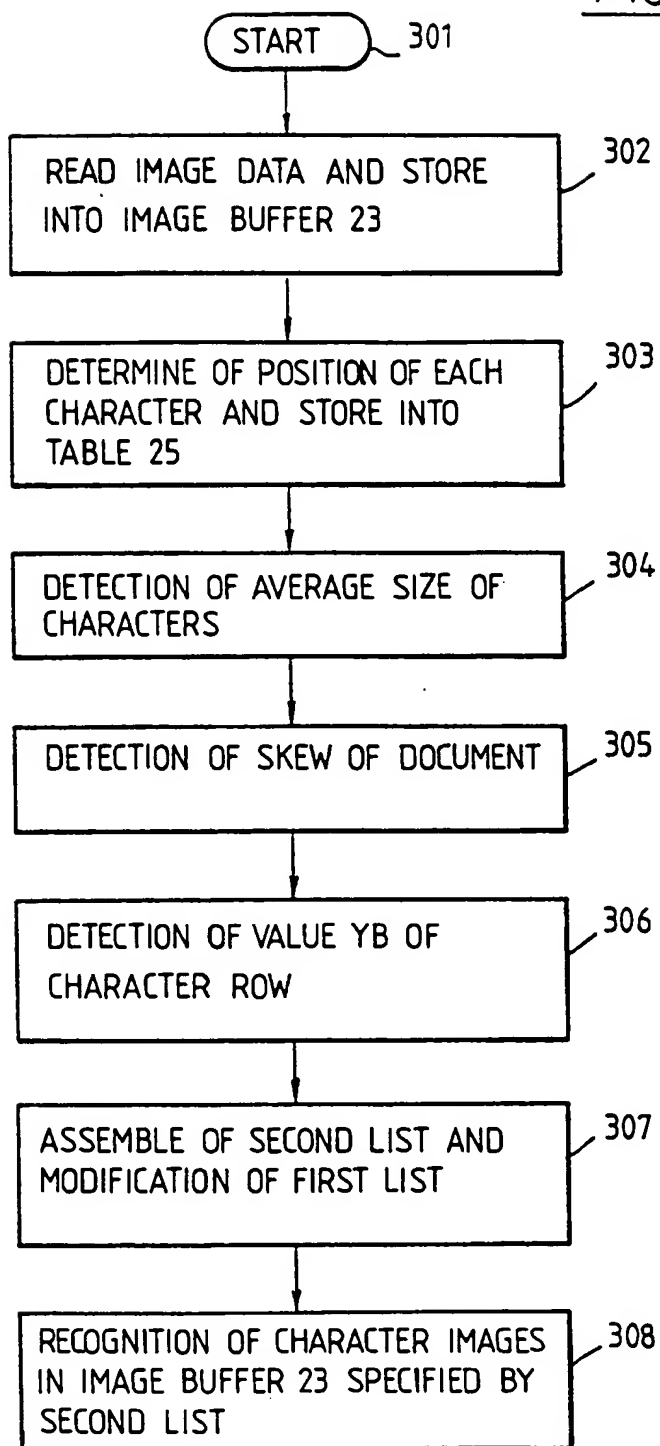 START 301
READ IMAGE DATA AND STORE
INTO IMAGE BUFFER 23
302
DETERMINE OF POSITION OF EACH
CHARACTER AND STORE INTO
TABLE 25
303
DETECTION OF AVERAGE SIZE OF
CHARACTERS
304
DETECTION OF SKEW OF DOCUMENT
305
DETECTION OF VALUE YB OF
CHARACTER ROW
306
ASSEMBLE OF SECOND LIST AND
MODIFICATION OF FIRST LIST
307
RECOGNITION OF CHARACTER IMAGES
IN IMAGE BUFFER 23 SPECIFIED BY
SECOND LIST
308